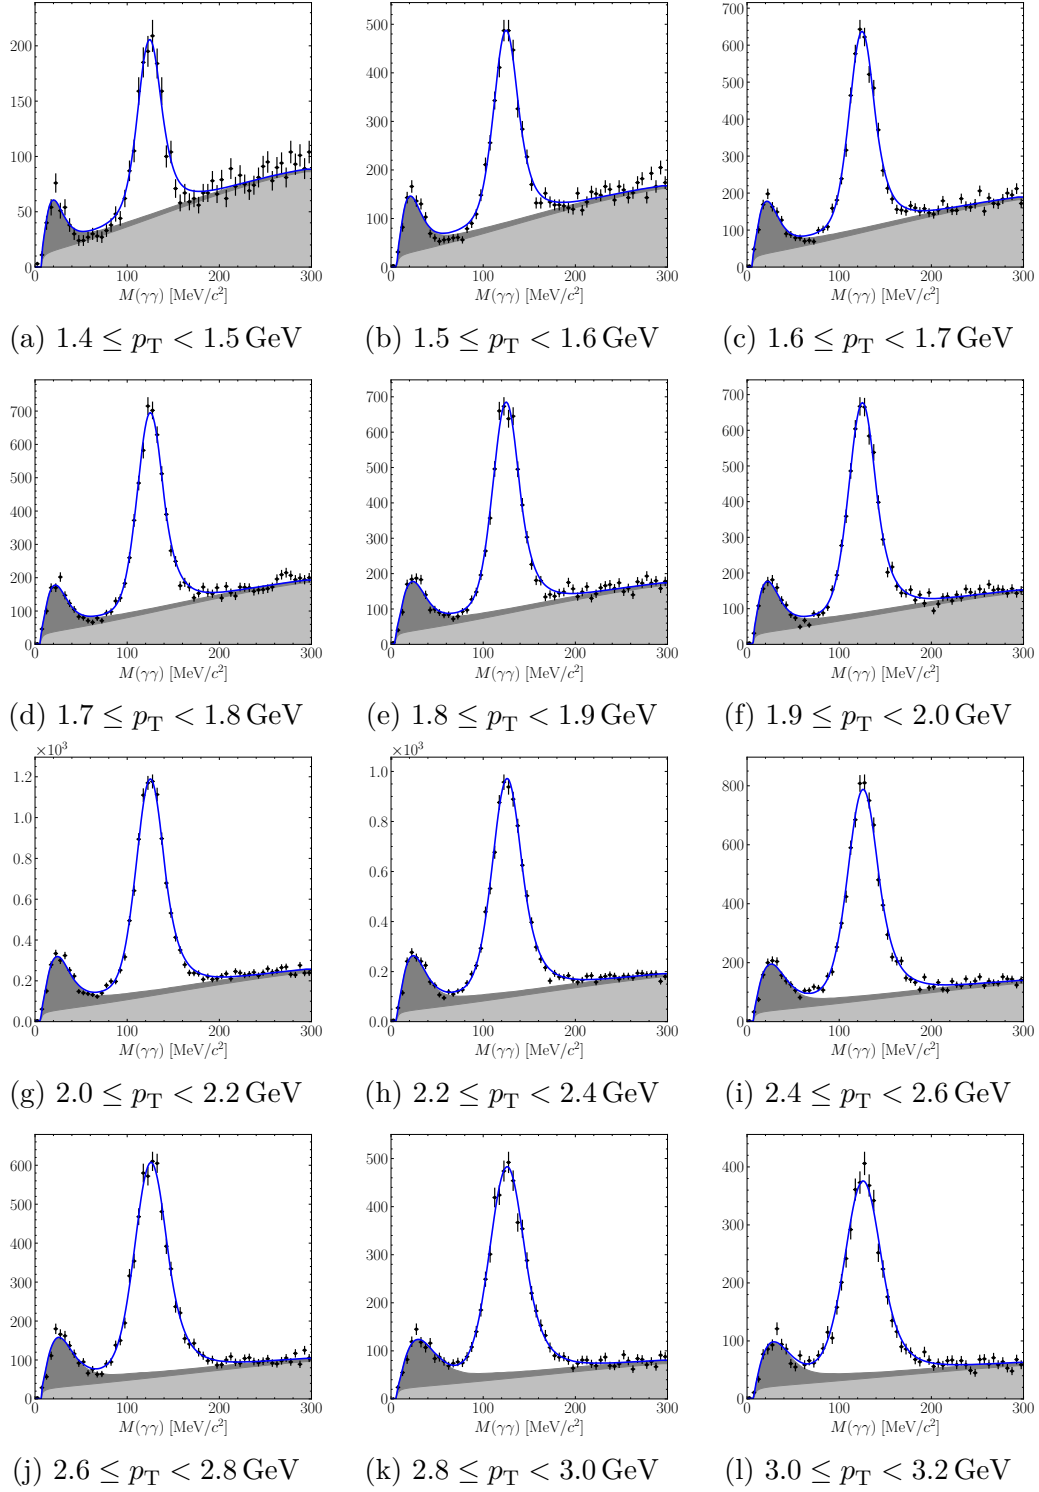 200
150
100
50
0
0 100 200 300
M(γγ) [MeV/c²]
(a) 1.4 ≤ p_T < 1.5 GeV
500
400
300
200
100
0
0 100 200 300
M(γγ) [MeV/c²]
(b) 1.5 ≤ p_T < 1.6 GeV
700
600
500
400
300
200
100
0
0 100 200 300
M(γγ) [MeV/c²]
(c) 1.6 ≤ p_T < 1.7 GeV
700
600
500
400
300
200
100
0
0 100 200 300
M(γγ) [MeV/c²]
(d) 1.7 ≤ p_T < 1.8 GeV
700
600
500
400
300
200
100
0
0 100 200 300
M(γγ) [MeV/c²]
(e) 1.8 ≤ p_T < 1.9 GeV
700
600
500
400
300
200
100
0
0 100 200 300
M(γγ) [MeV/c²]
(f) 1.9 ≤ p_T < 2.0 GeV
×10³
1.2
1.0
0.8
0.6
0.4
0.2
0.0
0 100 200 300
M(γγ) [MeV/c²]
(g) 2.0 ≤ p_T < 2.2 GeV
×10³
1.0
0.8
0.6
0.4
0.2
0.0
0 100 200 300
M(γγ) [MeV/c²]
(h) 2.2 ≤ p_T < 2.4 GeV
800
600
400
200
0
0 100 200 300
M(γγ) [MeV/c²]
(i) 2.4 ≤ p_T < 2.6 GeV
600
500
400
300
200
100
0
0 100 200 300
M(γγ) [MeV/c²]
(j) 2.6 ≤ p_T < 2.8 GeV
500
400
300
200
100
0
0 100 200 300
M(γγ) [MeV/c²]
(k) 2.8 ≤ p_T < 3.0 GeV
400
300
200
100
0
0 100 200 300
M(γγ) [MeV/c²]
(l) 3.0 ≤ p_T < 3.2 GeV